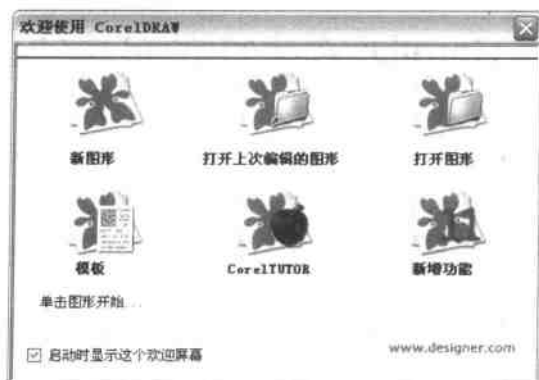 欢迎使用 CorelDRAW
新图形 打开上次编辑的图形 打开图形
模板 CorelTUTOR 新增功能
单击图形开始...
启动时显示这个欢迎屏幕
www.designer.com